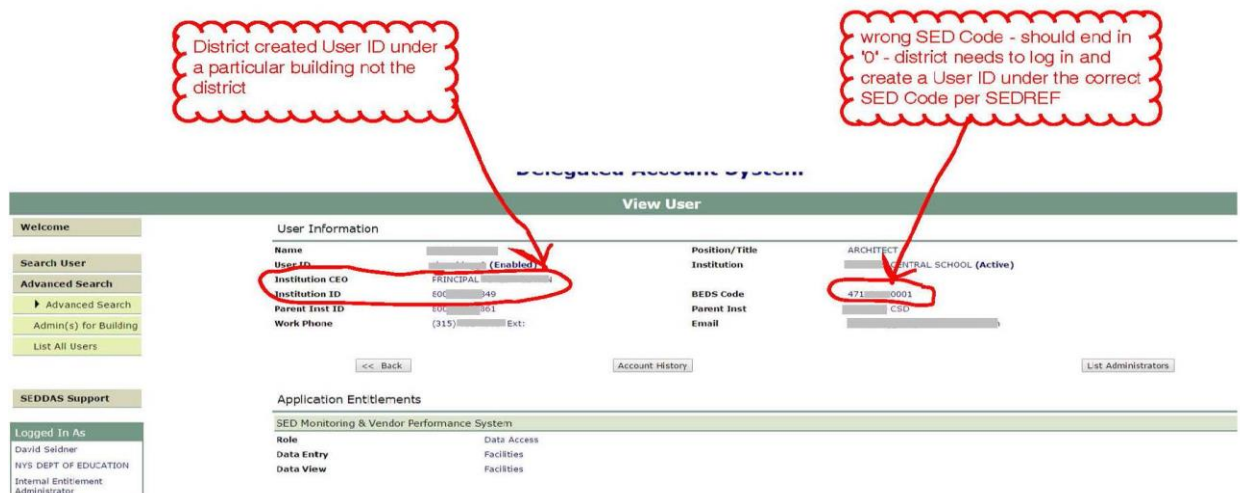 District created User ID under
a particular building not the
district
wrong SED Code - should end in
'0' - district needs to log in and
create a User ID under the correct
SED Code per SEDREF
Delegated Account System
View User
Welcome
Search User
Advanced Search
Advanced Search
Admin(s) for Building
List All Users
SEDDAS Support
Logged In As
David Seidner
NYS DEPT OF EDUCATION
Internal Entitlement
Administrator
User Information
Name
Position/Title ARCHITECT
User ID (Enabled)
Institution CENTRAL SCHOOL (Active)
Institution CEO PRINCIPAL N
Institution ID 800 949
BEDS Code 471 0001
Parent Inst ID 800 861
Parent Inst CSD
Work Phone (315) Ext:
Email
<< Back
Account History
List Administrators
Application Entitlements
SED Monitoring & Vendor Performance System
Role Data Access
Data Entry Facilities
Data View Facilities